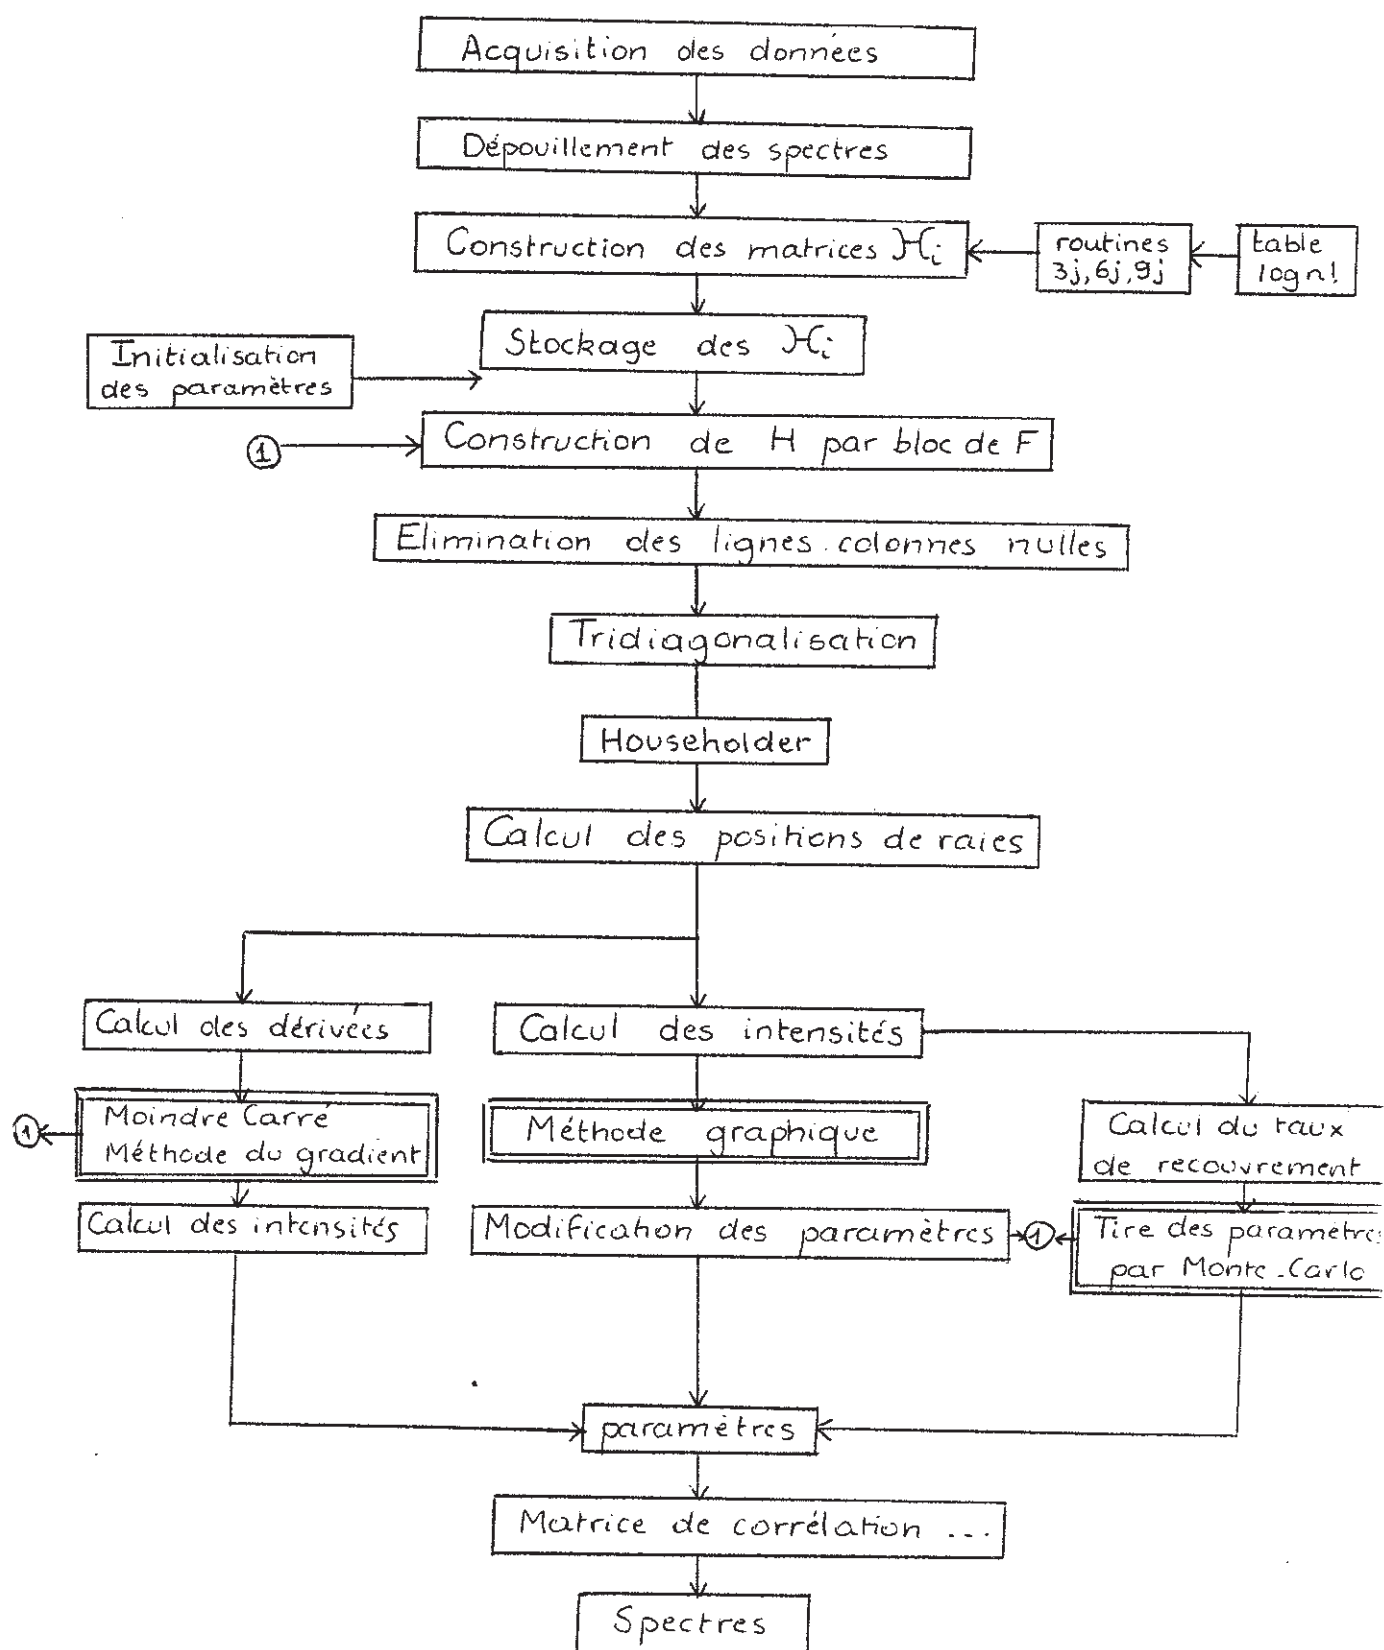 Acquisition des données
Dépouillement des spectres
Construction des matrices ℋi
routines
3j, 6j, 9j
table
log n!
Stockage des ℋi
Initialisation
des paramètres
1
Construction de H par bloc de F
Elimination des lignes.colonnes nulles
Tridiagonalisation
Householder
Calcul des positions de raies
Calcul des dérivées
Calcul des intensités
1
Moindre Carré
Méthode du gradient
Méthode graphique
Calcul du taux
de recouvrement
Calcul des intensités
Modification des paramètres
1
Tire des paramètres
par Monte-Carlo
paramètres
Matrice de corrélation ...
Spectres